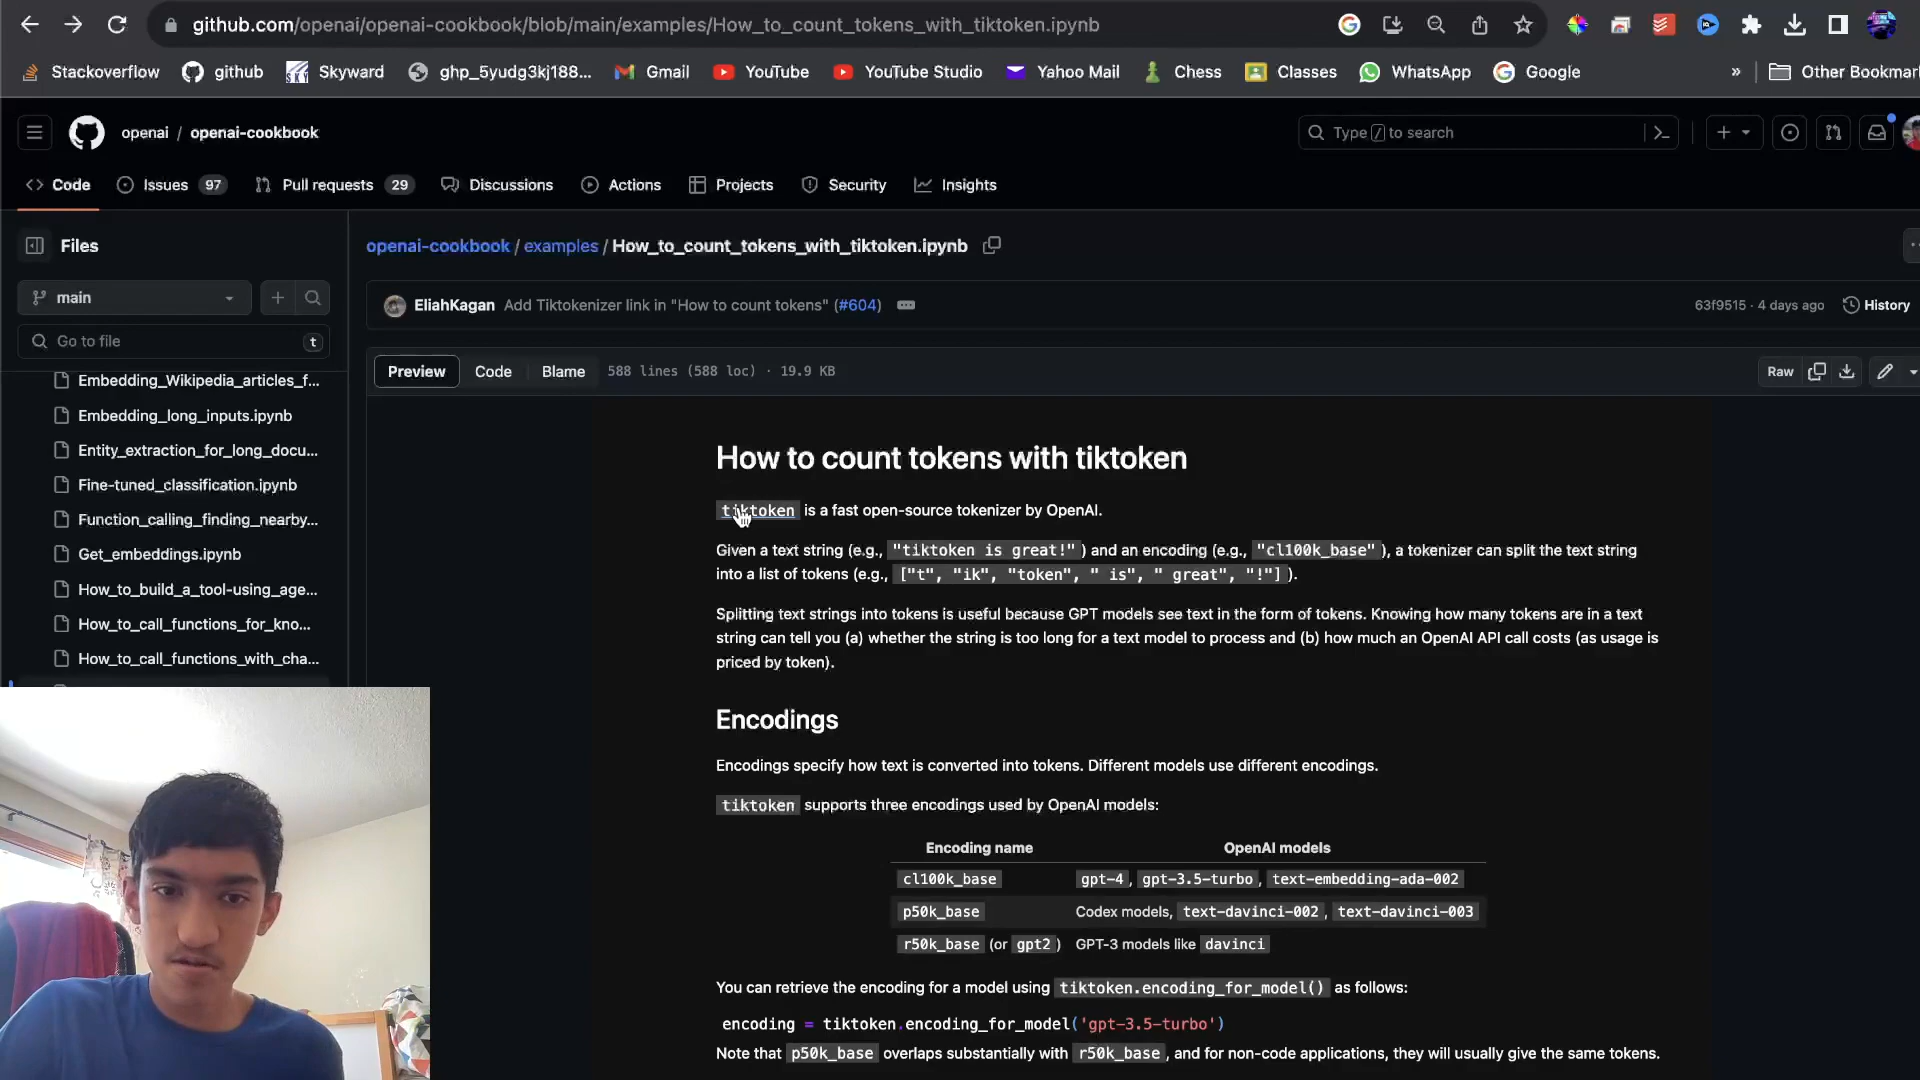 github.com/openai/openai-cookbook/blob/main/examples/How_to_count_tokens_with_tiktoken.ipynb
Stackoverflow github Skyward ghp_5yudg3kj188... Gmail YouTube YouTube Studio Yahoo Mail Chess Classes WhatsApp Google » Other Bookmar
openai / openai-cookbook Type / to search
Code Issues 97 Pull requests 29 Discussions Actions Projects Security Insights
Files
main
Go to file t
Embedding_Wikipedia_articles_f...
Embedding_long_inputs.ipynb
Entity_extraction_for_long_docu...
Fine-tuned_classification.ipynb
Function_calling_finding_nearby...
Get_embeddings.ipynb
How_to_build_a_tool-using_age...
How_to_call_functions_for_kno...
How_to_call_functions_with_cha...
openai-cookbook / examples / How_to_count_tokens_with_tiktoken.ipynb
EliahKagan Add Tiktokenizer link in "How to count tokens" (#604) 63f9515 · 4 days ago History
Preview Code Blame 588 lines (588 loc) · 19.9 KB Raw
How to count tokens with tiktoken
tiktoken is a fast open-source tokenizer by OpenAI.
Given a text string (e.g., "tiktoken is great!") and an encoding (e.g., "cl100k_base"), a tokenizer can split the text string
into a list of tokens (e.g., ["t", "ik", "token", " is", " great", "!"]).
Splitting text strings into tokens is useful because GPT models see text in the form of tokens. Knowing how many tokens are in a text
string can tell you (a) whether the string is too long for a text model to process and (b) how much an OpenAI API call costs (as usage is
priced by token).
Encodings
Encodings specify how text is converted into tokens. Different models use different encodings.
tiktoken supports three encodings used by OpenAI models:
Encoding name OpenAI models
cl100k_base gpt-4, gpt-3.5-turbo, text-embedding-ada-002
p50k_base Codex models, text-davinci-002, text-davinci-003
r50k_base (or gpt2) GPT-3 models like davinci
You can retrieve the encoding for a model using tiktoken.encoding_for_model() as follows:
encoding = tiktoken.encoding_for_model('gpt-3.5-turbo')
Note that p50k_base overlaps substantially with r50k_base, and for non-code applications, they will usually give the same tokens.